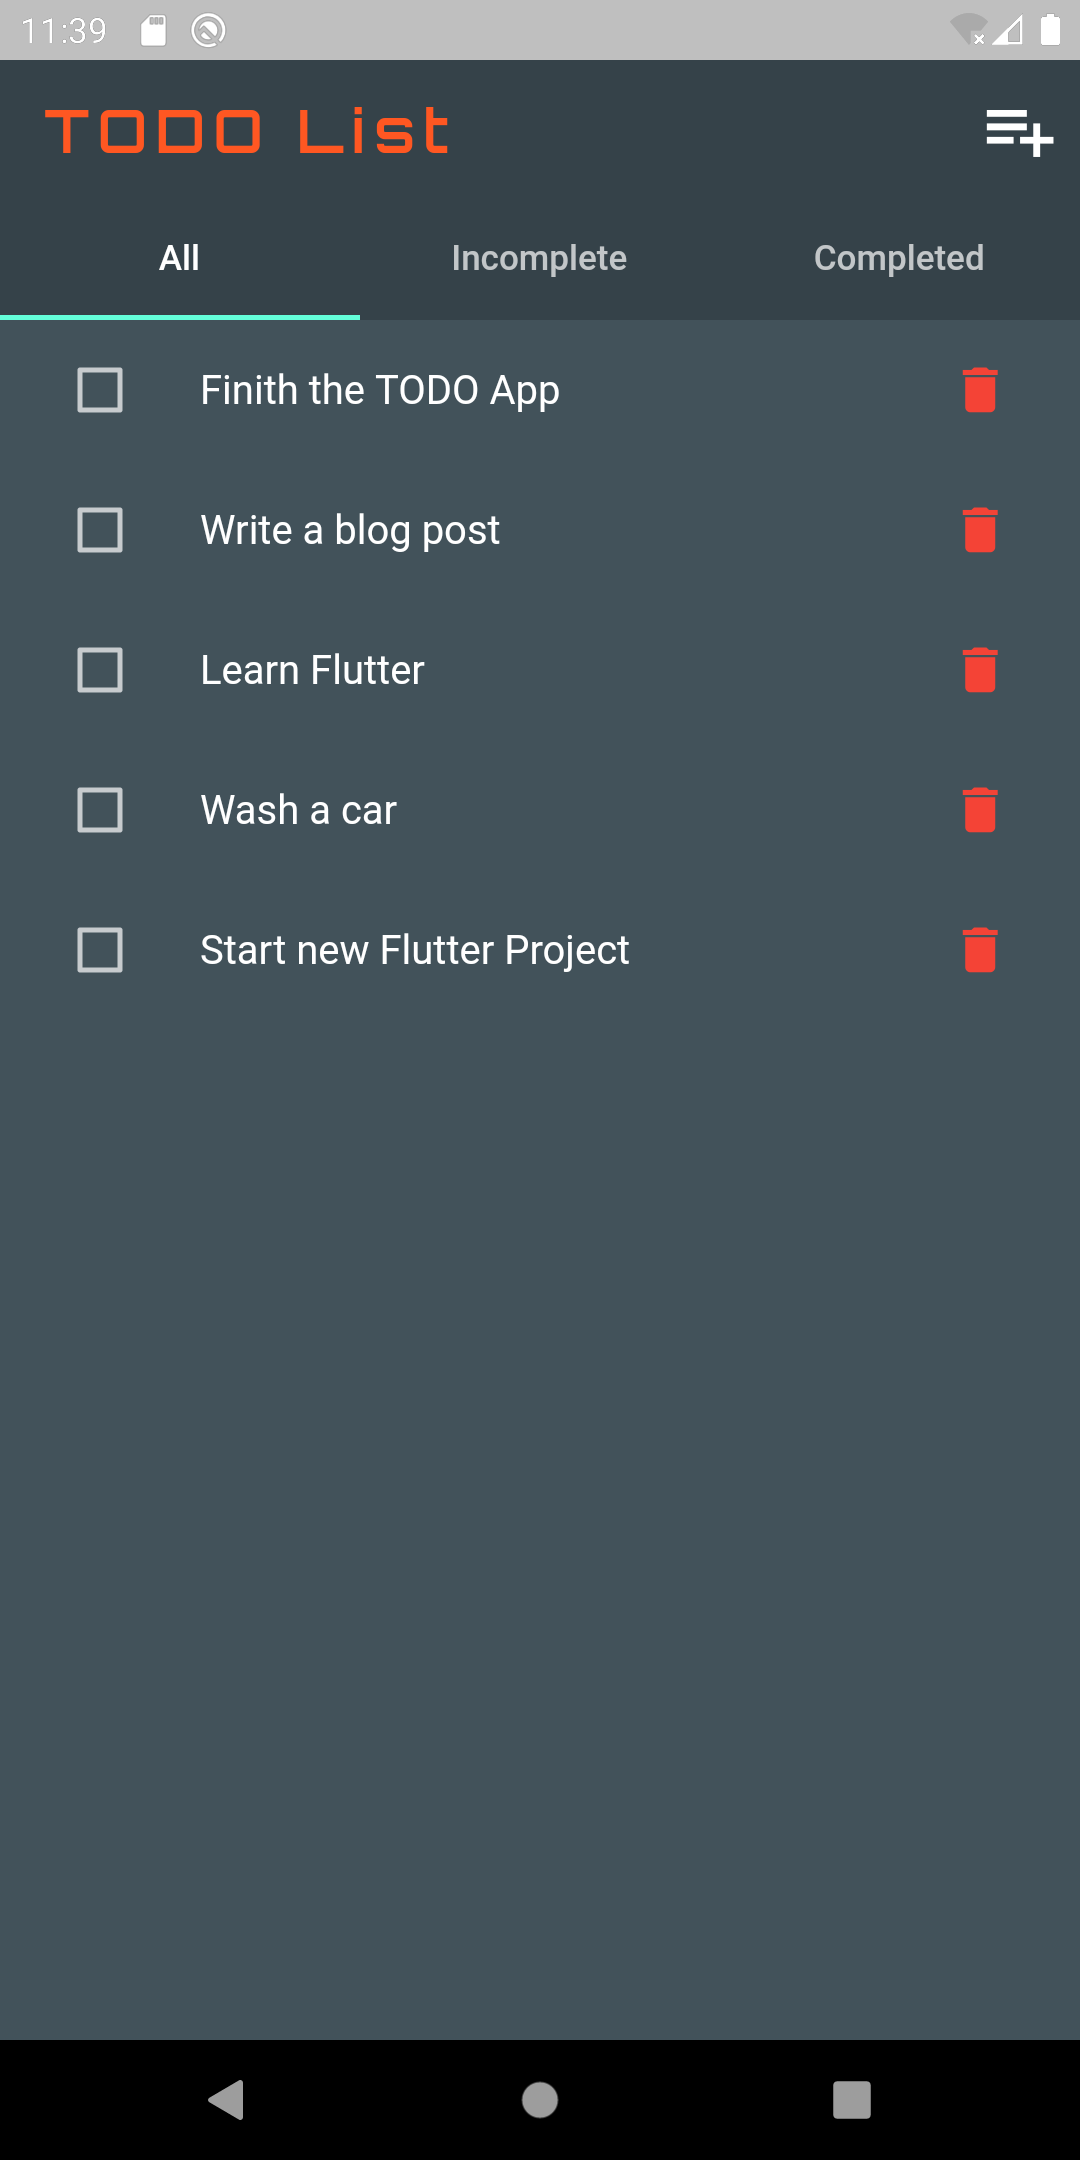 11:39
TODO List
All Incomplete Completed
Finith the TODO App
Write a blog post
Learn Flutter
Wash a car
Start new Flutter Project